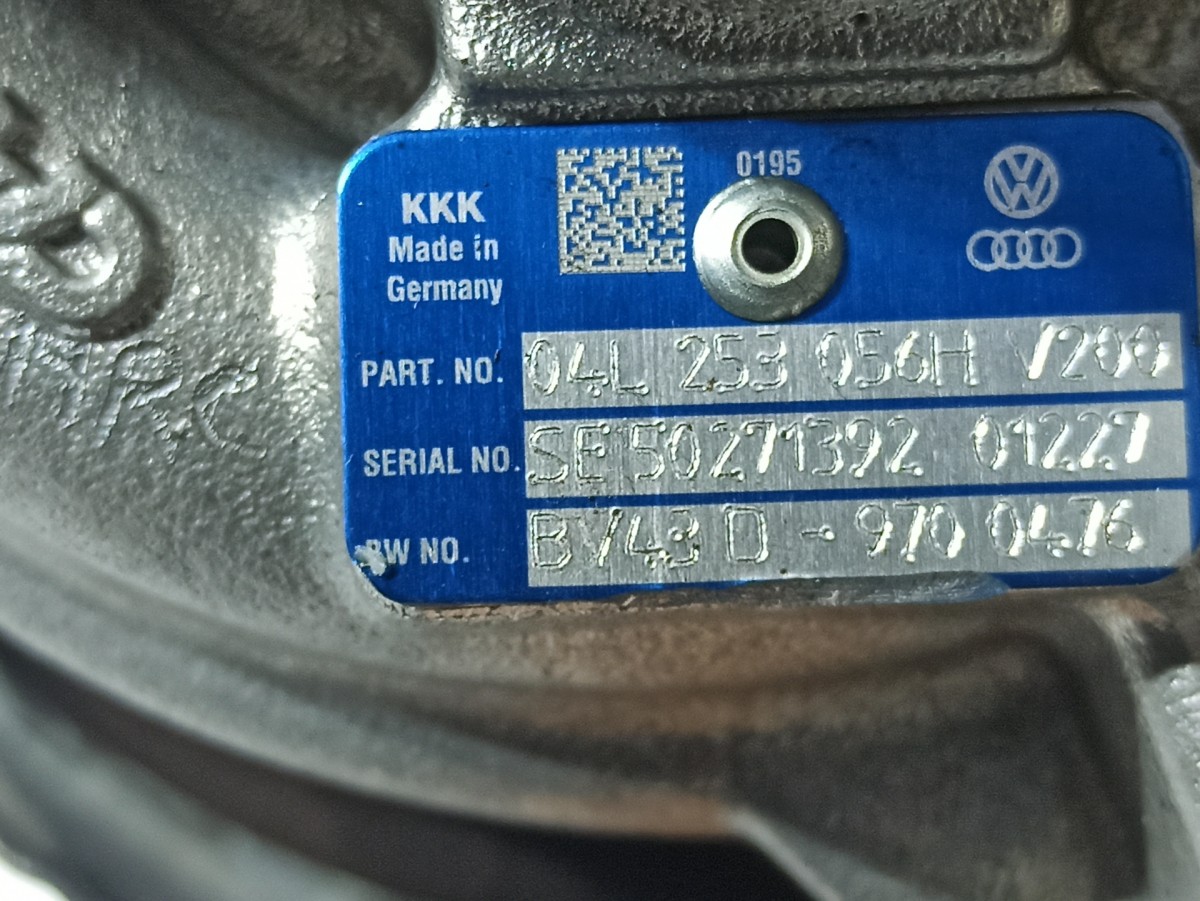 0195
KKK
Made in
Germany
PART. NO. 04L 253 056H V200
SERIAL NO. SE 50271392 01227
BW NO. BV43 D - 970 0476